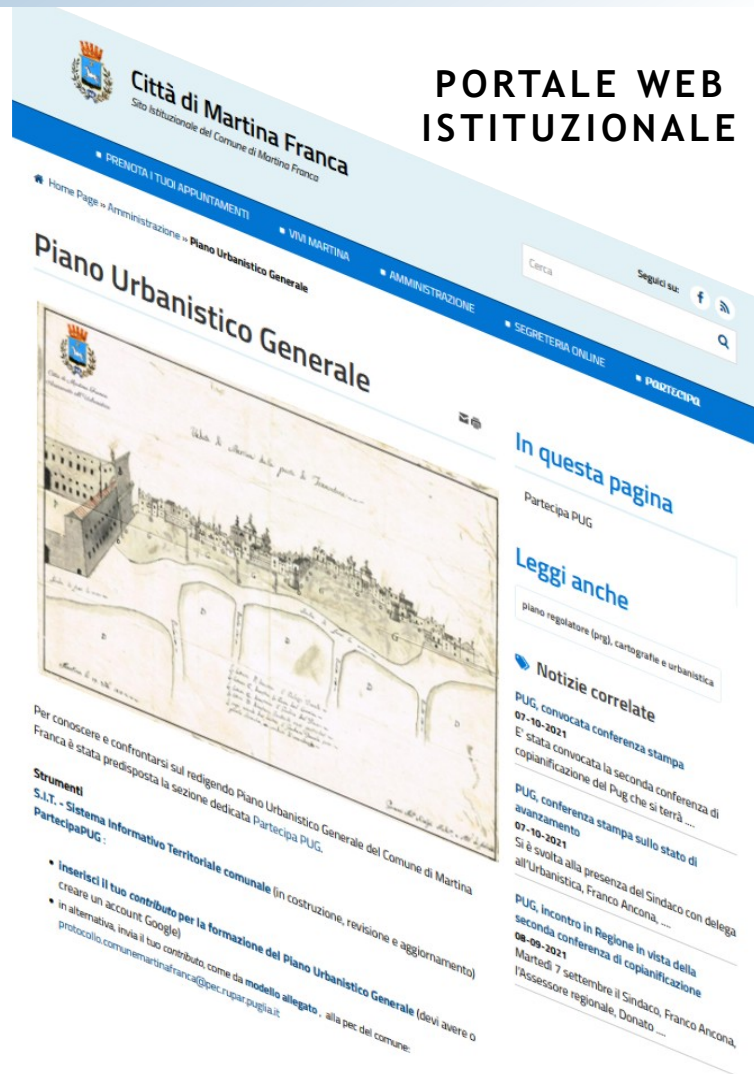 PORTALE WEB
ISTITUZIONALE
Città di Martina Franca
Sito Istituzionale del Comune di Martina Franca
PRENOTA I TUOI APPUNTAMENTI
VIVI MARTINA
AMMINISTRAZIONE
SEGRETERIA ONLINE
PARTECIPA
Cerca
Seguici su:
Home Page » Amministrazione » Piano Urbanistico Generale
Piano Urbanistico Generale
Per conoscere e confrontarsi sul redigendo Piano Urbanistico Generale del Comune di Martina
Franca è stata predisposta la sezione dedicata Partecipa PUG.
Strumenti
S.I.T. - Sistema Informativo Territoriale comunale (in costruzione, revisione e aggiornamento)
PartecipaPUG :
• inserisci il tuo contributo per la formazione del Piano Urbanistico Generale (devi avere o
creare un account Google)
• in alternativa, invia il tuo contributo, come da modello allegato , alla pec del comune:
protocollo.comunemartinafranca@pec.rupar.puglia.it
In questa pagina
Partecipa PUG
Leggi anche
piano regolatore (prg), cartografie e urbanistica
Notizie correlate
PUG, convocata conferenza stampa
07-10-2021
E' stata convocata la seconda conferenza di
copianificazione del Pug che si terrà ....
PUG, conferenza stampa sullo stato di
avanzamento
07-10-2021
Si è svolta alla presenza del Sindaco con delega
all'Urbanistica, Franco Ancona, ....
PUG, incontro in Regione in vista della
seconda conferenza di copianificazione
08-09-2021
Martedì 7 settembre il Sindaco, Franco Ancona,
l'Assessore regionale, Donato ....